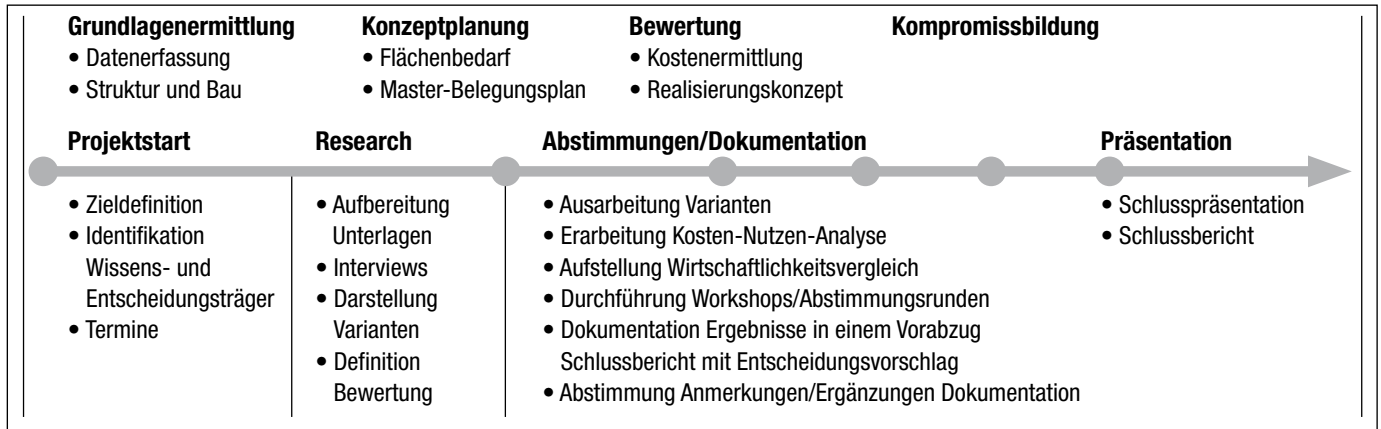 Grundlagenermittlung
• Datenerfassung
• Struktur und Bau
Konzeptplanung
• Flächenbedarf
• Master-Belegungsplan
Bewertung
• Kostenermittlung
• Realisierungskonzept
Kompromissbildung
Projektstart
• Zieldefinition
• Identifikation
Wissens- und
Entscheidungsträger
• Termine
Research
• Aufbereitung
Unterlagen
• Interviews
• Darstellung
Varianten
• Definition
Bewertung
Abstimmungen/Dokumentation
• Ausarbeitung Varianten
• Erarbeitung Kosten-Nutzen-Analyse
• Aufstellung Wirtschaftlichkeitsvergleich
• Durchführung Workshops/Abstimmungsrunden
• Dokumentation Ergebnisse in einem Vorabzug
Schlussbericht mit Entscheidungsvorschlag
• Abstimmung Anmerkungen/Ergänzungen Dokumentation
Präsentation
• Schlusspräsentation
• Schlussbericht